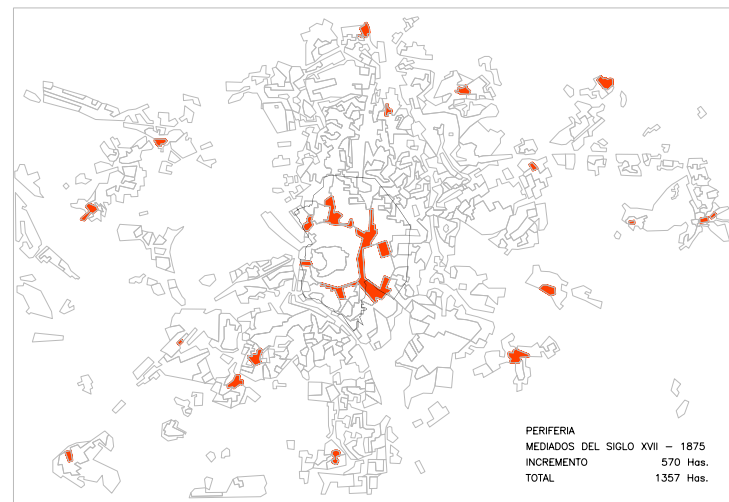 PERIFERIA
MEDIADOS DEL SIGLO XVII – 1875
INCREMENTO 570 Has.
TOTAL 1357 Has.